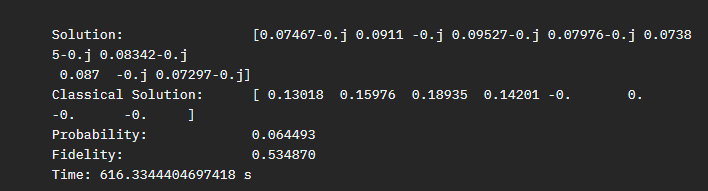 Solution: [0.07467-0.j 0.0911 -0.j 0.09527-0.j 0.07976-0.j 0.0738
5-0.j 0.08342-0.j
0.087 -0.j 0.07297-0.j]
Classical Solution: [ 0.13018 0.15976 0.18935 0.14201 -0. 0.
-0. -0. ]
Probability: 0.064493
Fidelity: 0.534870
Time: 616.3344404697418 s